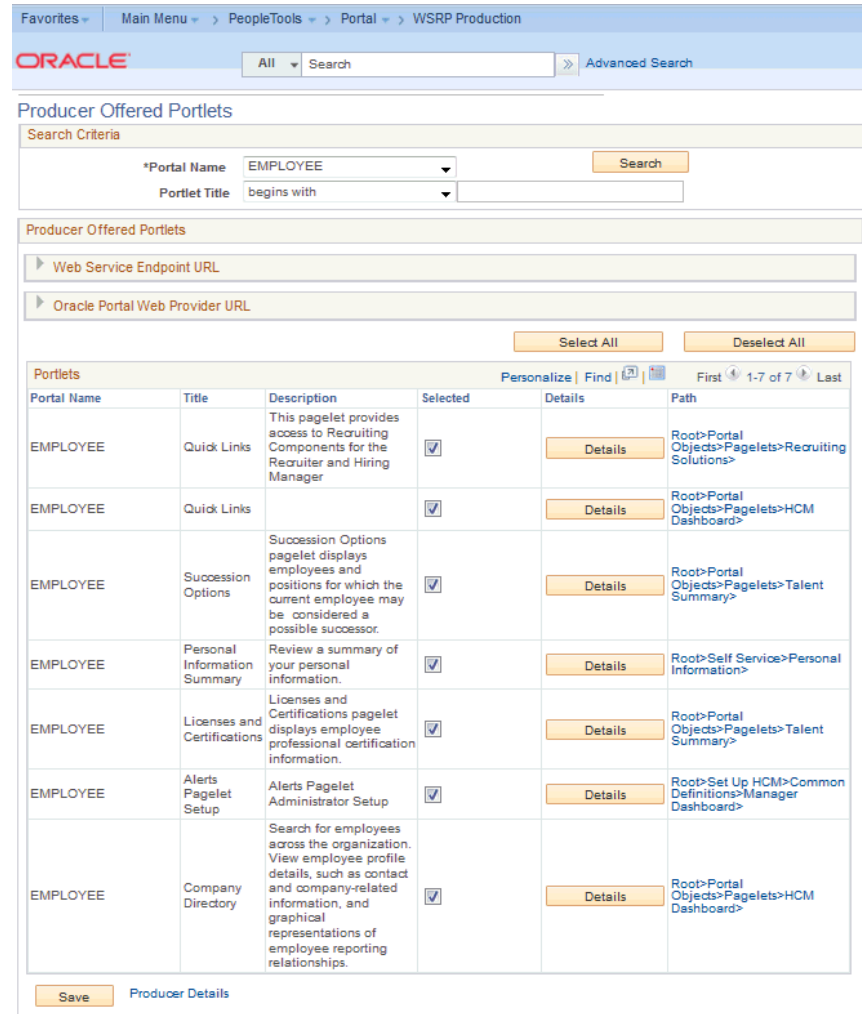 Favorites Main Menu > PeopleTools > Portal > WSRP Production
ORACLE All Search Advanced Search
Producer Offered Portlets
Search Criteria
*Portal Name EMPLOYEE Search
Portlet Title begins with
Producer Offered Portlets
Web Service Endpoint URL
Oracle Portal Web Provider URL
Select All Deselect All
Portlets Personalize | Find | | First 1-7 of 7 Last
Portal Name Title Description Selected Details Path
EMPLOYEE
Quick Links
This pagelet provides
access to Recruiting
Components for the
Recruiter and Hiring
Manager
Details
Root>Portal
Objects>Pagelets>Recruiting
Solutions>
EMPLOYEE
Quick Links
Details
Root>Portal
Objects>Pagelets>HCM
Dashboard>
EMPLOYEE
Succession
Options
Succession Options
pagelet displays
employees and
positions for which the
current employee may
be considered a
possible successor.
Details
Root>Portal
Objects>Pagelets>Talent
Summary>
EMPLOYEE
Personal
Information
Summary
Review a summary of
your personal
information.
Details
Root>Self Service>Personal
Information>
EMPLOYEE
Licenses and
Certifications
Licenses and
Certifications pagelet
displays employee
professional certification
information.
Details
Root>Portal
Objects>Pagelets>Talent
Summary>
EMPLOYEE
Alerts
Pagelet
Setup
Alerts Pagelet
Administrator Setup
Details
Root>Set Up HCM>Common
Definitions>Manager
Dashboard>
EMPLOYEE
Company
Directory
Search for employees
across the organization.
View employee profile
details, such as contact
and company-related
information, and
graphical
representations of
employee reporting
relationships.
Details
Root>Portal
Objects>Pagelets>HCM
Dashboard>
Save Producer Details